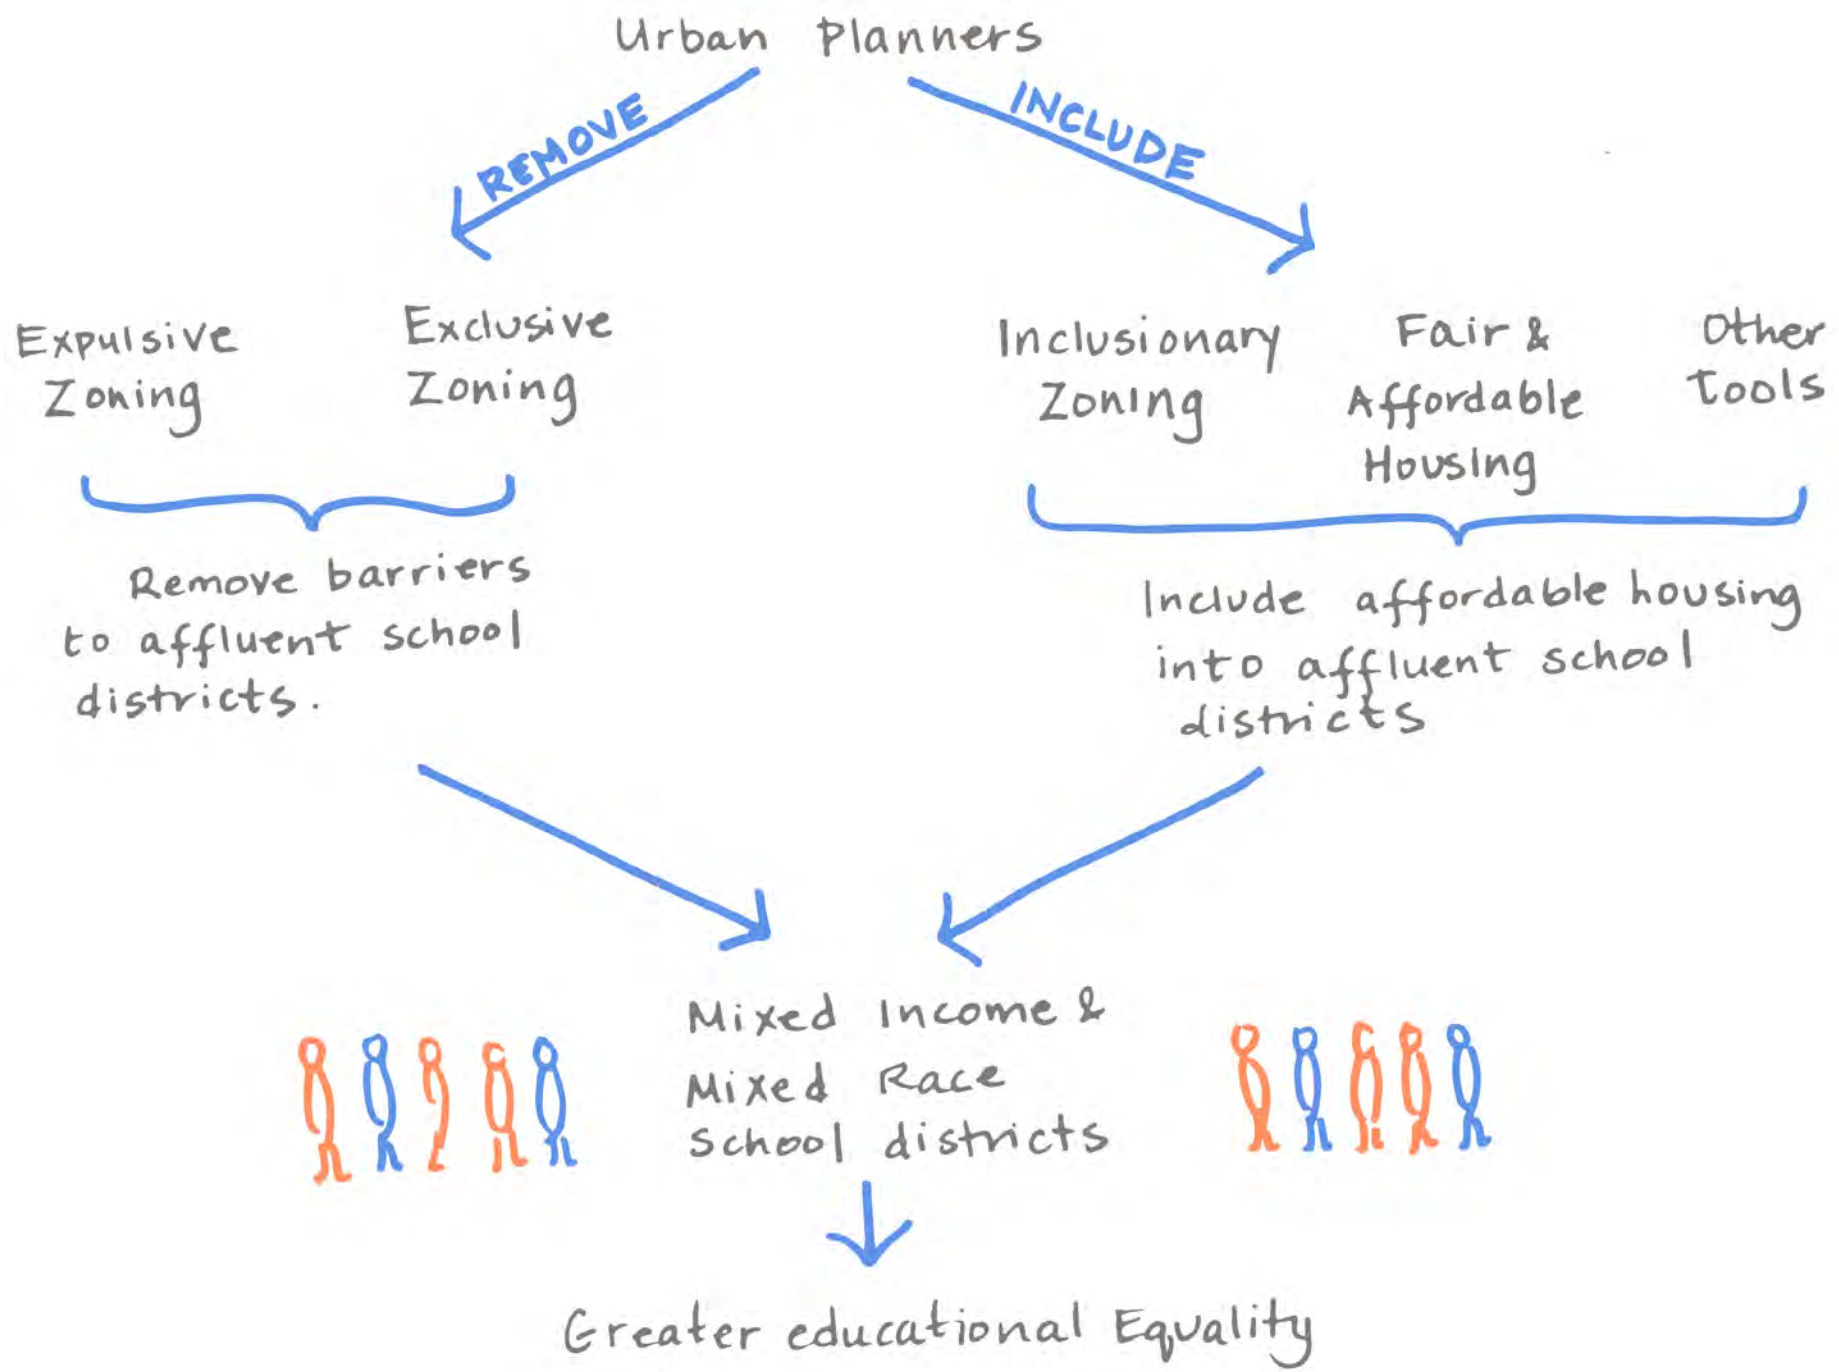 Urban Planners
REMOVE
INCLUDE
Expulsive
Zoning
Exclusive
Zoning
Inclusionary
Zoning
Fair &
Affordable
Housing
Other
tools
Remove barriers
to affluent school
districts.
Include affordable housing
into affluent school
districts
Mixed Income &
Mixed Race
School districts
Greater educational Equality